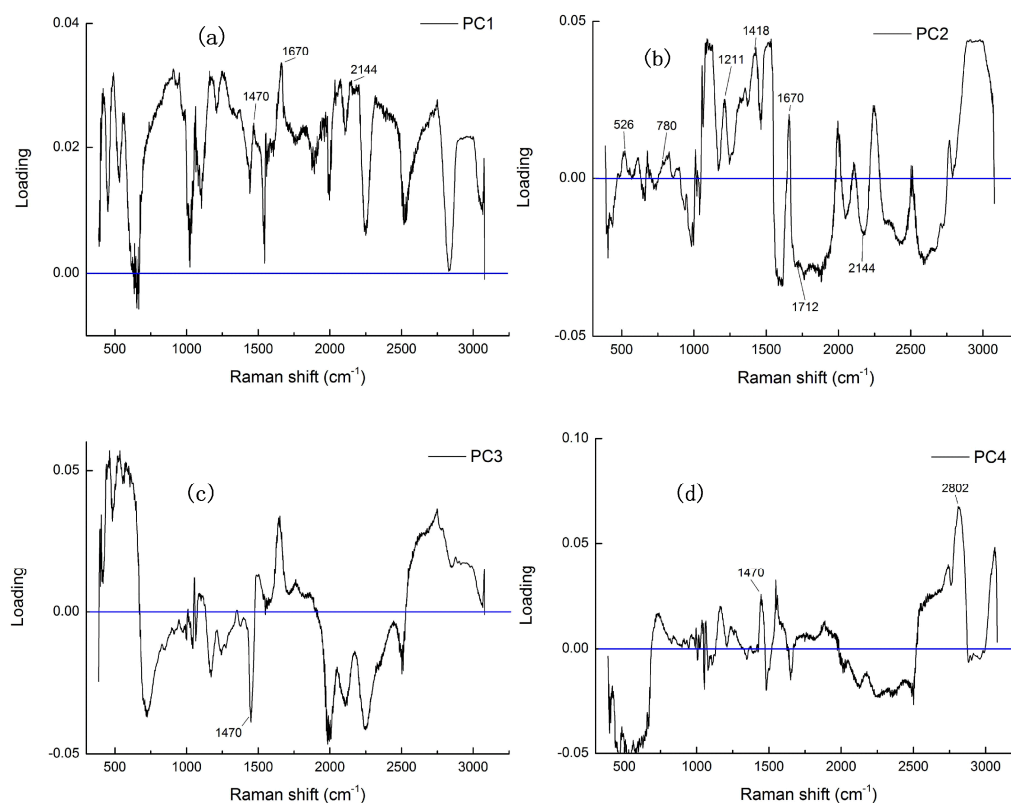 (a)
PC1
0.04
0.02
0.00
Loading
1670
2144
1470
500 1000 1500 2000 2500 3000
Raman shift (cm-1)
(b)
PC2
0.05
0.00
-0.05
Loading
526
780
1211
1418
1670
1712
2144
500 1000 1500 2000 2500 3000
Raman shift (cm-1)
(c)
PC3
0.05
0.00
-0.05
Loading
1470
500 1000 1500 2000 2500 3000
Raman shift (cm-1)
(d)
PC4
0.10
0.05
0.00
-0.05
Loading
1470
2802
500 1000 1500 2000 2500 3000
Raman shift (cm-1)